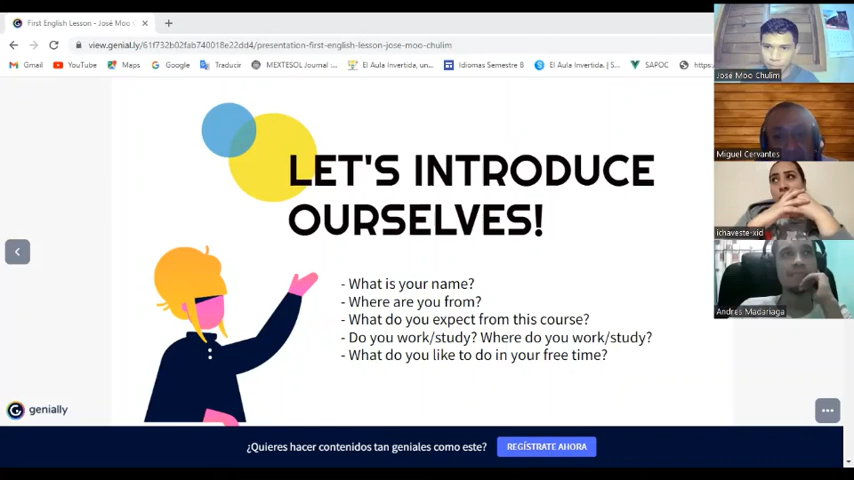 First English Lesson - José Moo C
view.genial.ly/61f732b02fab740018e22dd4/presentation-first-english-lesson-jose-moo-chulim
Gmail YouTube Maps Google Traducir MEXTESOL Journal :... El Aula Invertida, un... Idiomas Semestre B El Aula Invertida. | S... SAPOC https:
José Moo Chulim
Miguel Cervantes
ichaveste-xid
Andrés Madariaga
LET'S INTRODUCE
OURSELVES!
- What is your name?
- Where are you from?
- What do you expect from this course?
- Do you work/study? Where do you work/study?
- What do you like to do in your free time?
genially
¿Quieres hacer contenidos tan geniales como este? REGÍSTRATE AHORA